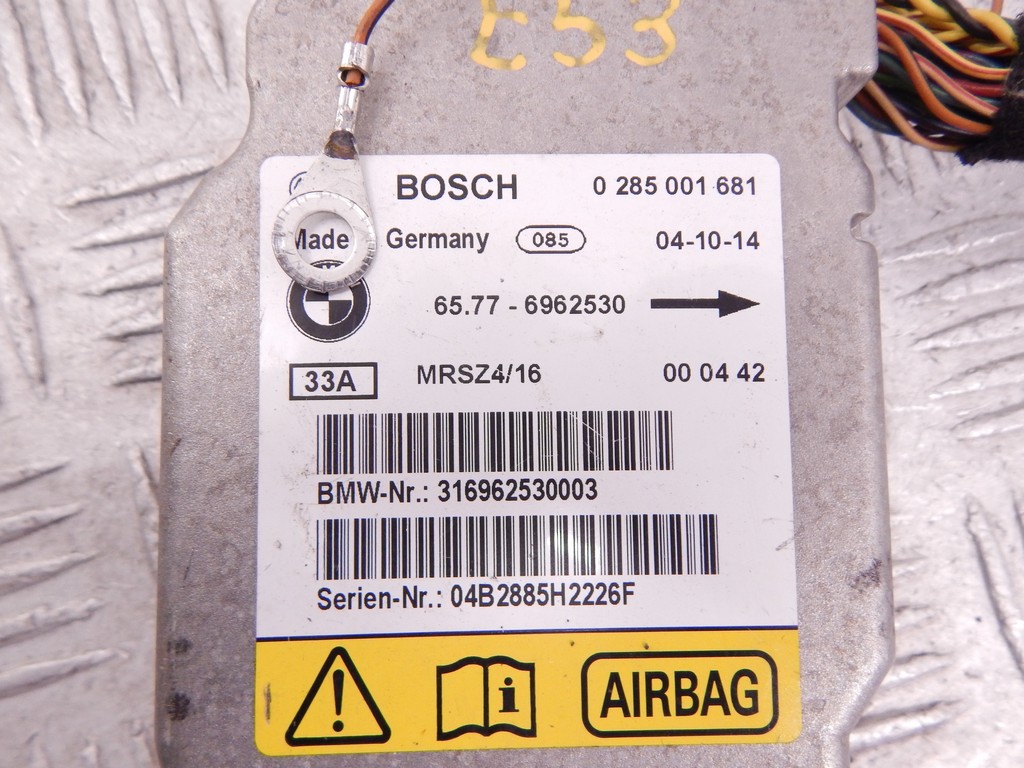 E53
BOSCH 0 285 001 681
Made Germany 085 04-10-14
65.77 - 6962530
33A MRSZ4/16 00 04 42
BMW-Nr.: 316962530003
Serien-Nr.: 04B2885H2226F
i AIRBAG